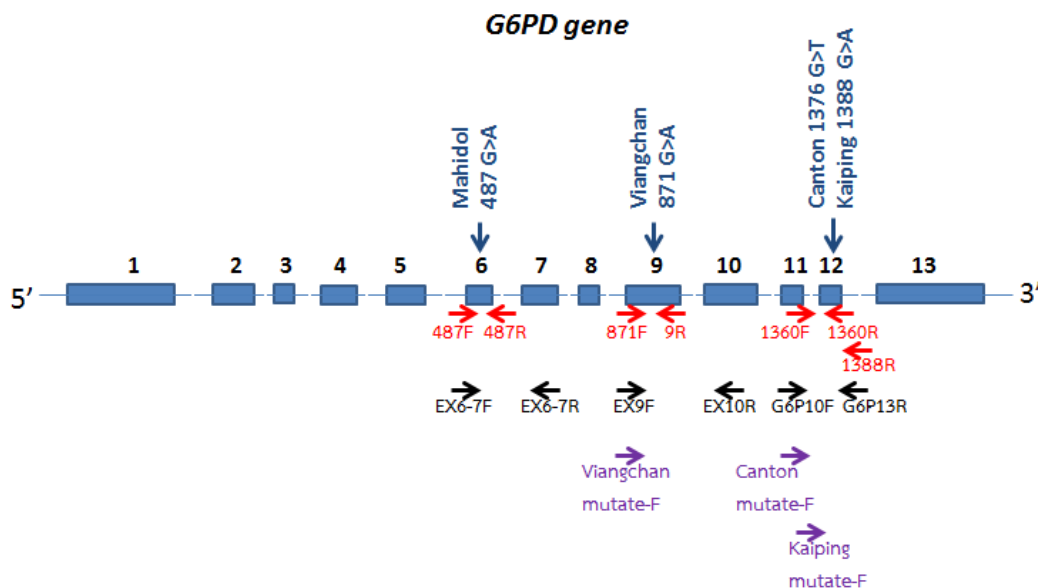 G6PD gene
Mahidol
487 G>A
Viangchan
871 G>A
Canton 1376 G>T
Kaiping 1388 G>A
1 2 3 4 5 6 7 8 9 10 11 12 13
5′ 3′
487F 487R 871F 9R 1360F 1360R
1388R
EX6-7F EX6-7R EX9F EX10R G6P10F G6P13R
Viangchan
mutate-F
Canton
mutate-F
Kaiping
mutate-F